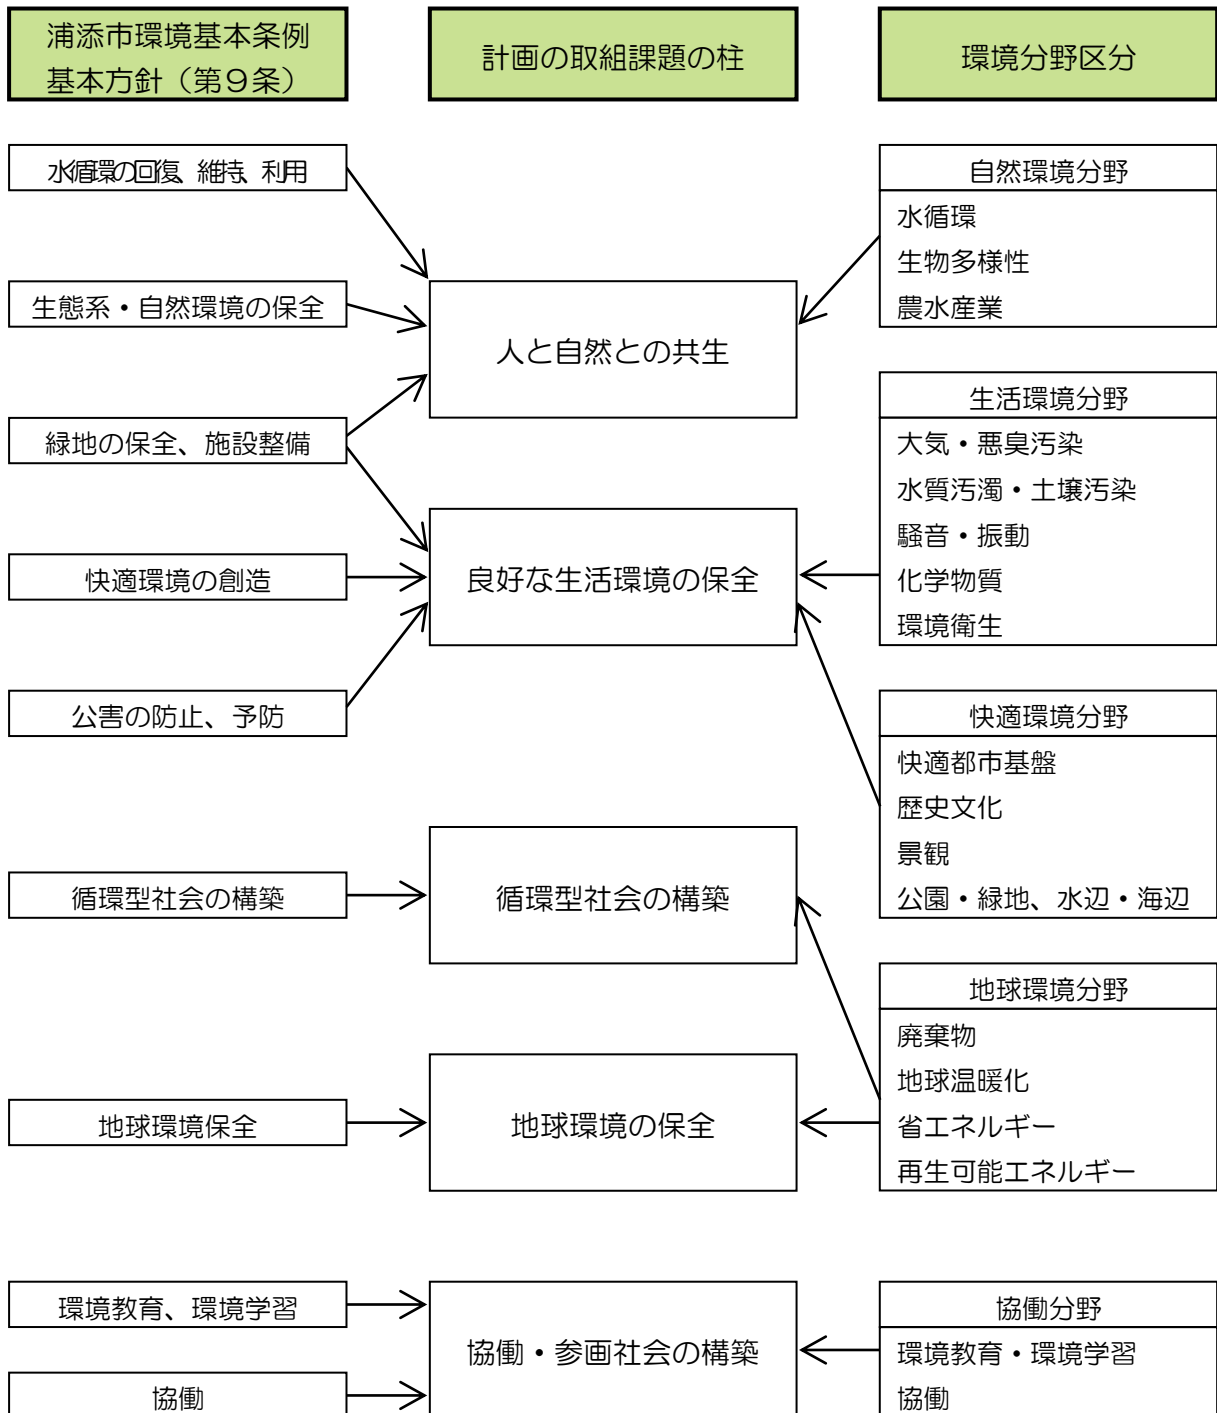 浦添市環境基本条例
基本方針（第９条）
計画の取組課題の柱
環境分野区分
水循環の回復、維持、利用
生態系・自然環境の保全
緑地の保全、施設整備
快適環境の創造
公害の防止、予防
循環型社会の構築
地球環境保全
環境教育、環境学習
協働
人と自然との共生
良好な生活環境の保全
循環型社会の構築
地球環境の保全
協働・参画社会の構築
自然環境分野
水循環
生物多様性
農水産業
生活環境分野
大気・悪臭汚染
水質汚濁・土壌汚染
騒音・振動
化学物質
環境衛生
快適環境分野
快適都市基盤
歴史文化
景観
公園・緑地、水辺・海辺
地球環境分野
廃棄物
地球温暖化
省エネルギー
再生可能エネルギー
協働分野
環境教育・環境学習
協働